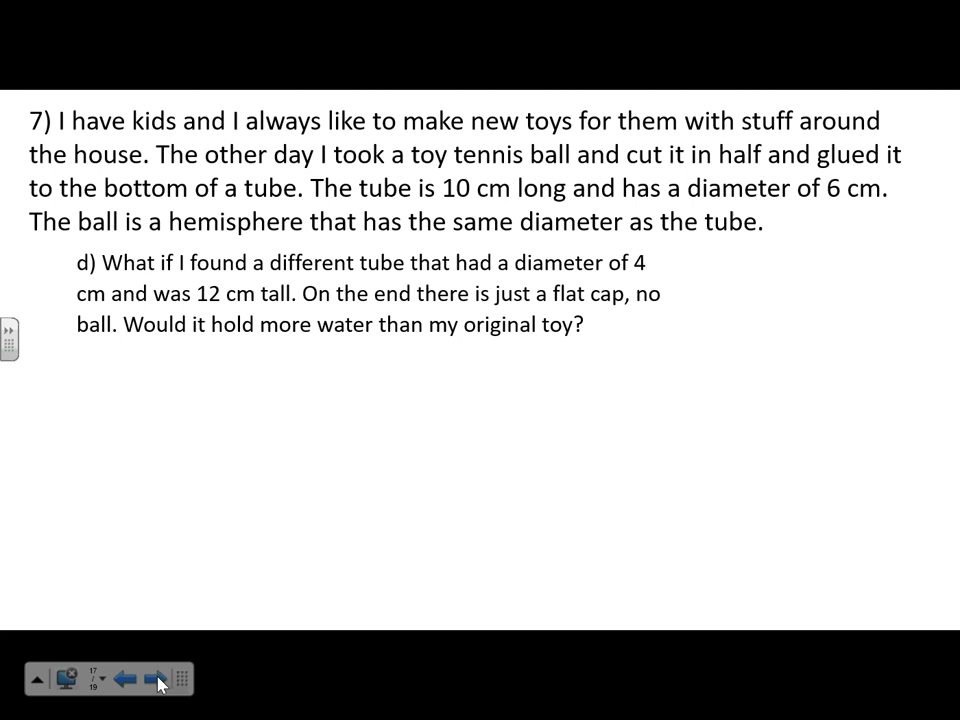 7) I have kids and I always like to make new toys for them with stuff around
the house. The other day I took a toy tennis ball and cut it in half and glued it
to the bottom of a tube. The tube is 10 cm long and has a diameter of 6 cm.
The ball is a hemisphere that has the same diameter as the tube.
d) What if I found a different tube that had a diameter of 4
cm and was 12 cm tall. On the end there is just a flat cap, no
ball. Would it hold more water than my original toy?
17
/
19